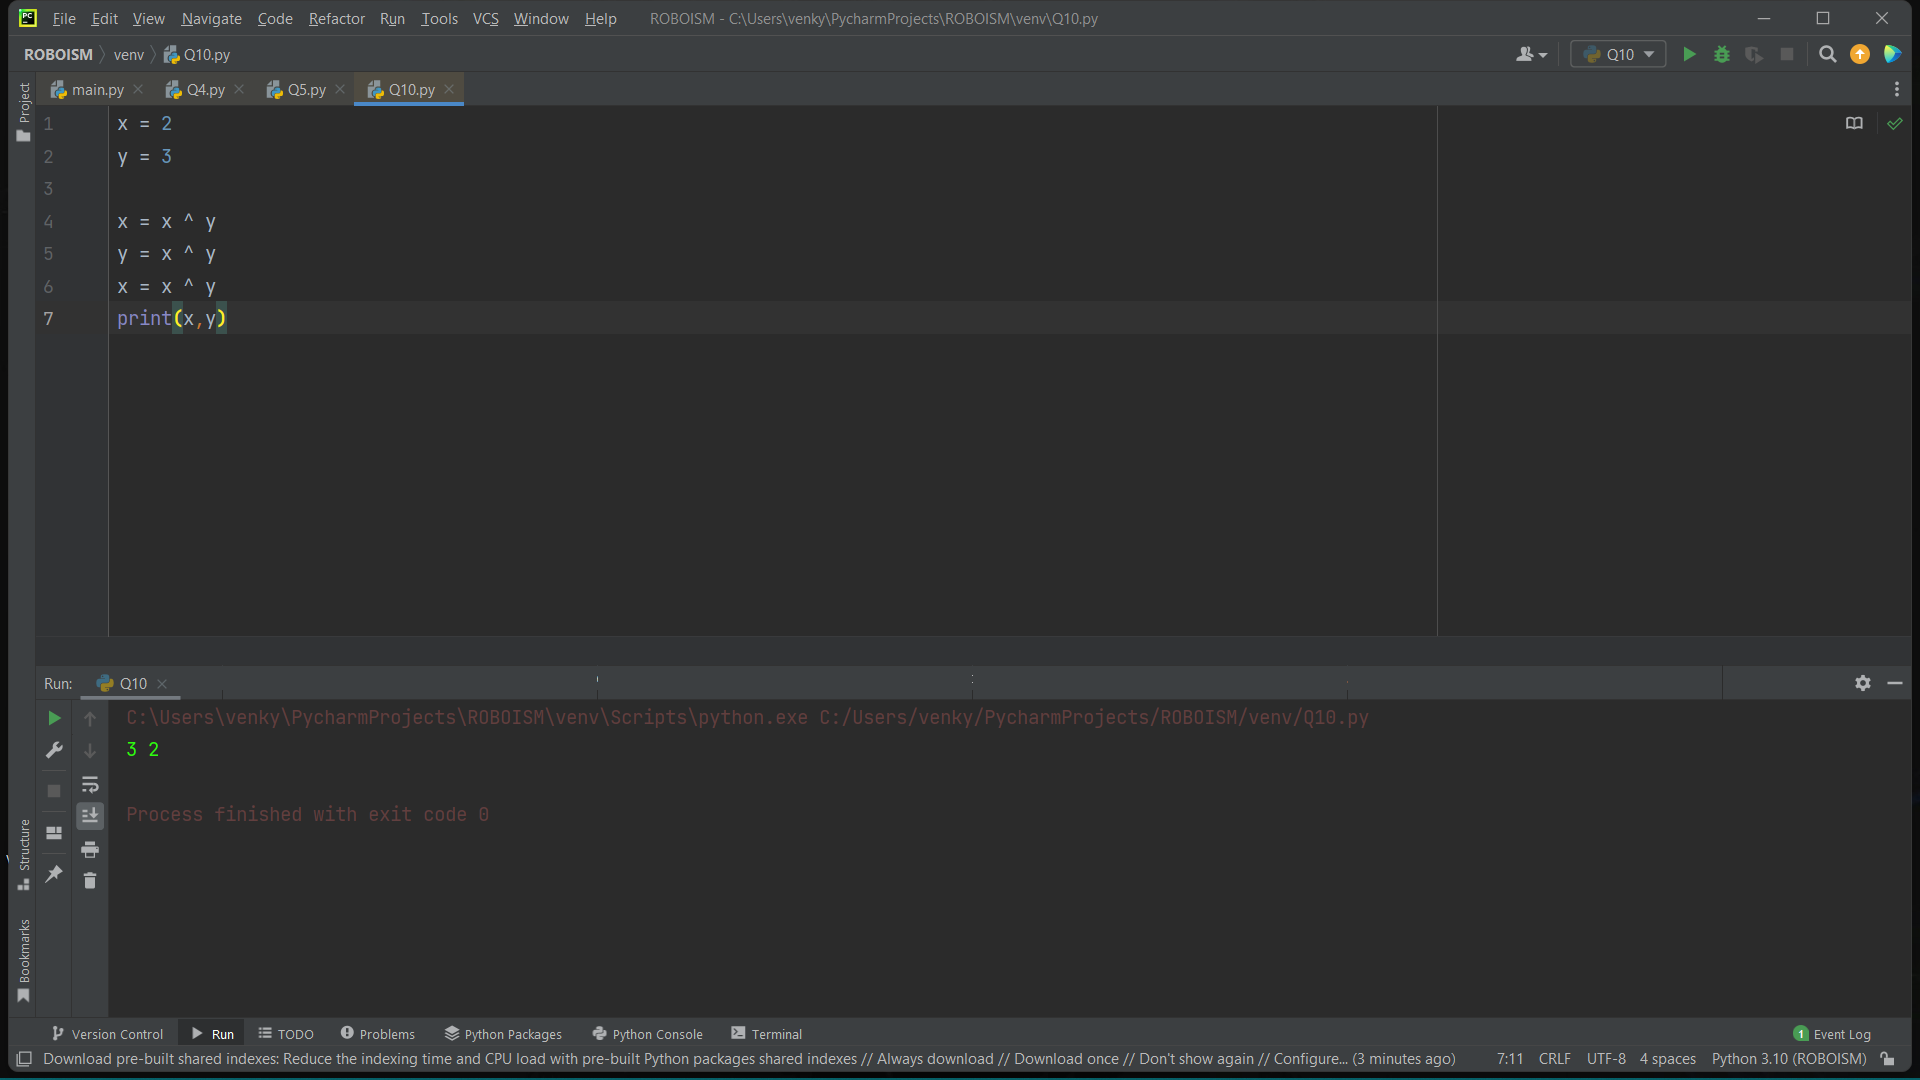 File Edit View Navigate Code Refactor Run Tools VCS Window Help ROBOISM - C:\Users\venky\PycharmProjects\ROBOISM\venv\Q10.py
ROBOISM venv Q10.py Q10
Project
main.py Q4.py Q5.py Q10.py
1 x = 2
2 y = 3
3
4 x = x ^ y
5 y = x ^ y
6 x = x ^ y
7 print(x,y)
Run: Q10
C:\Users\venky\PycharmProjects\ROBOISM\venv\Scripts\python.exe C:/Users/venky/PycharmProjects/ROBOISM/venv/Q10.py
3 2
Process finished with exit code 0
Structure
Bookmarks
Version Control Run TODO Problems Python Packages Python Console Terminal 1 Event Log
Download pre-built shared indexes: Reduce the indexing time and CPU load with pre-built Python packages shared indexes // Always download // Download once // Don't show again // Configure... (3 minutes ago) 7:11 CRLF UTF-8 4 spaces Python 3.10 (ROBOISM)